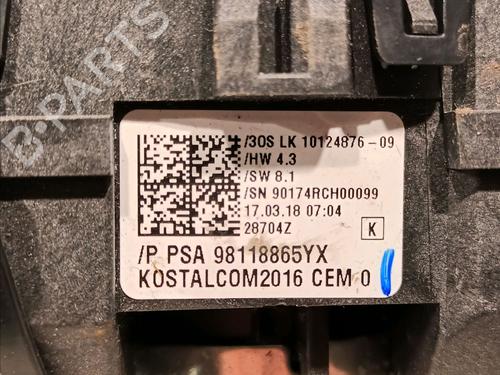 B-PARTS
/3OS LK 10124876-09
/HW 4.3
/SW 8.1
/SN 90174RCH00099
17.03.18 07:04
28704Z
K
/P PSA 98118865YX
KOSTALCOM2016 CEM 0
B-PARTS